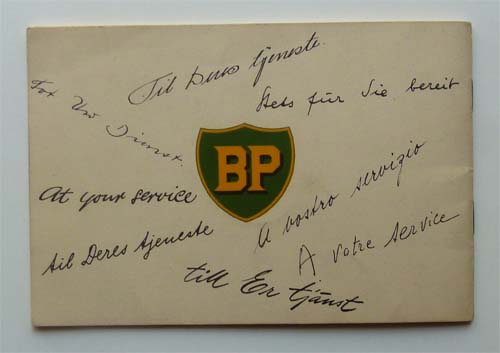 Til Deres tjeneste.
Stets für Sie bereit
Tot Uw Dienst.
BP
At your service
A vostro servizio
til Deres tjeneste
A votre service
till Er tjänst